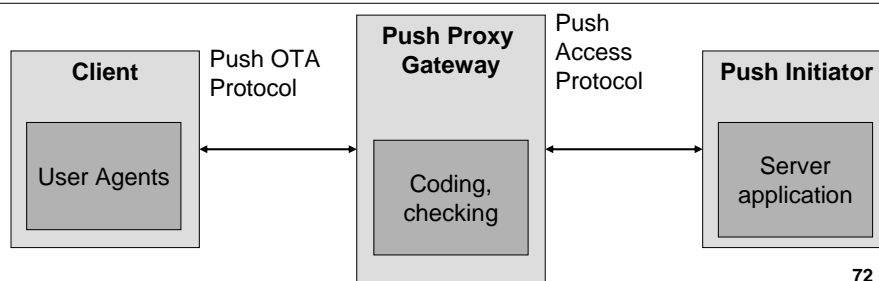 Client
User Agents
Push OTA
Protocol
Push Proxy
Gateway
Coding,
checking
Push
Access
Protocol
Push Initiator
Server
application
72